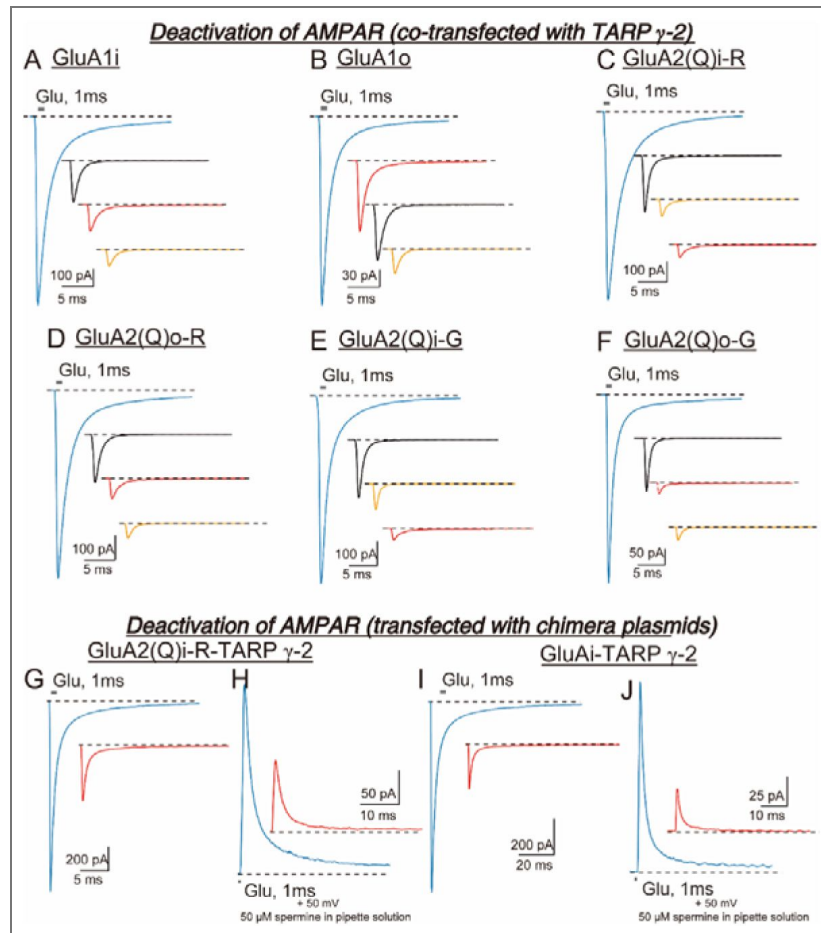 Deactivation of AMPAR (co-transfected with TARP γ-2)
A GluA1i
B GluA1o
C GluA2(Q)i-R
Glu, 1ms
Glu, 1ms
Glu, 1ms
100 pA
5 ms
30 pA
5 ms
100 pA
5 ms
D GluA2(Q)o-R
E GluA2(Q)i-G
F GluA2(Q)o-G
Glu, 1ms
Glu, 1ms
Glu, 1ms
100 pA
5 ms
100 pA
5 ms
50 pA
5 ms
Deactivation of AMPAR (transfected with chimera plasmids)
GluA2(Q)i-R-TARP γ-2
GluAi-TARP γ-2
G
Glu, 1ms
H
I
Glu, 1ms
J
50 pA
10 ms
25 pA
10 ms
200 pA
5 ms
200 pA
20 ms
Glu, 1ms
+ 50 mV
50 µM spermine in pipette solution
Glu, 1ms
+ 50 mV
50 µM spermine in pipette solution